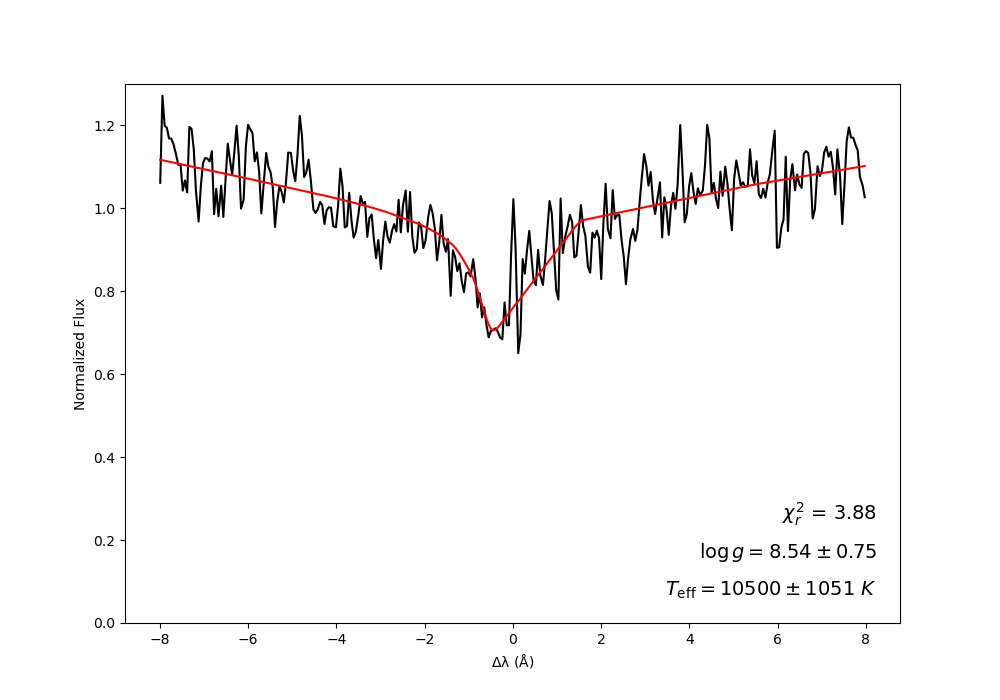 1.2
1.0
0.8
0.6
0.4
0.2
0.0
Normalized Flux
χ²ᵣ = 3.88
log g = 8.54 ± 0.75
T_eff = 10500 ± 1051 K
−8 −6 −4 −2 0 2 4 6 8
Δλ (Å)